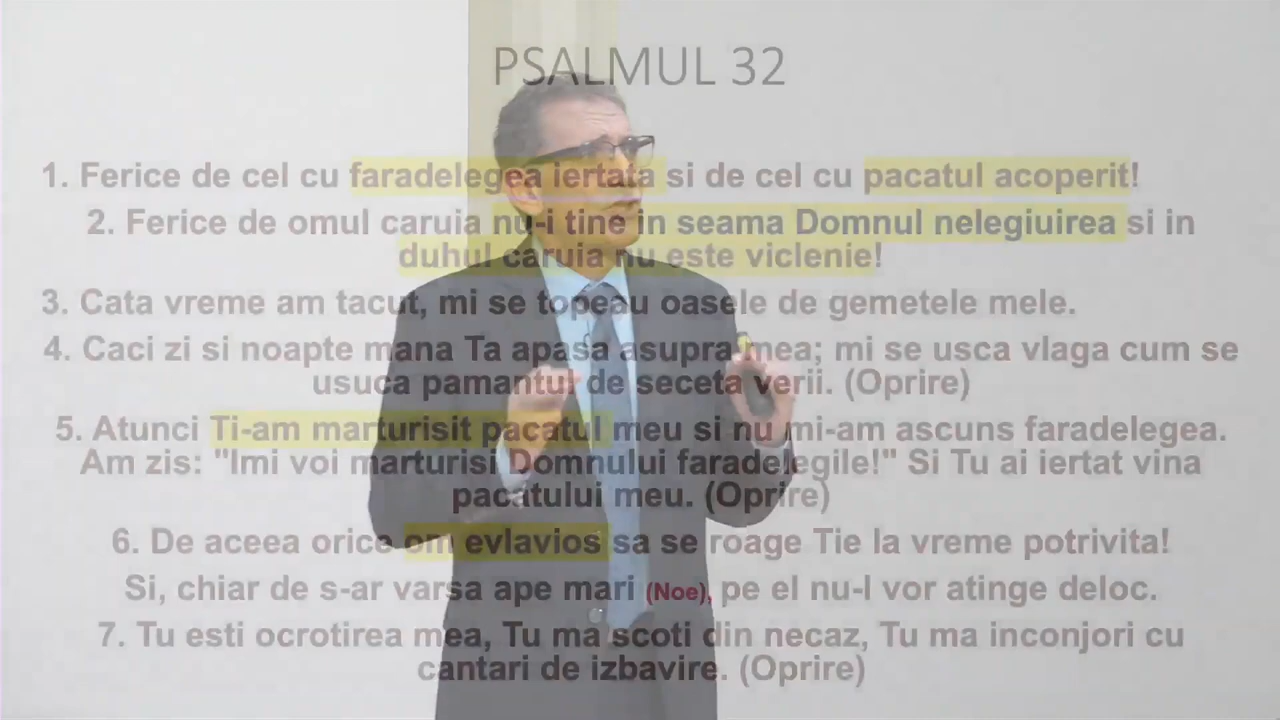 PSALMUL 32
1. Ferice de cel cu faradelegea iertata si de cel cu pacatul acoperit!
2. Ferice de omul caruia nu-i tine in seama Domnul nelegiuirea si in
duhul caruia nu este viclenie!
3. Cata vreme am tacut, mi se topeau oasele de gemetele mele.
4. Caci zi si noapte mana Ta apasa asupra mea; mi se usca vlaga cum se
usuca pamantul de seceta verii. (Oprire)
5. Atunci Ti-am marturisit pacatul meu si nu mi-am ascuns faradelegea.
Am zis: "Imi voi marturisi Domnului faradelegile!" Si Tu ai iertat vina
pacatului meu. (Oprire)
6. De aceea orice om evlavios sa se roage Tie la vreme potrivita!
Si, chiar de s-ar varsa ape mari (Noe), pe el nu-l vor atinge deloc.
7. Tu esti ocrotirea mea, Tu ma scoti din necaz, Tu ma inconjori cu
cantari de izbavire. (Oprire)